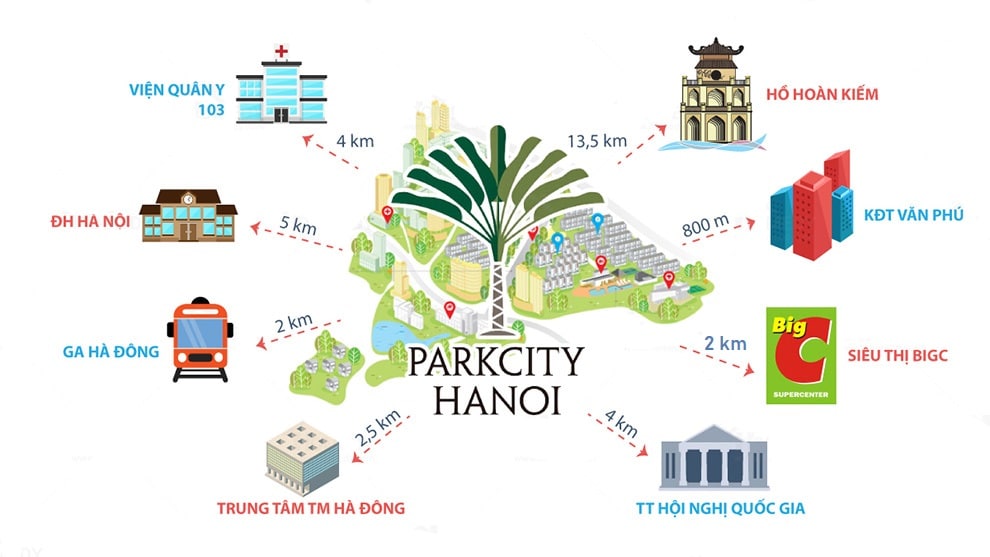 VIỆN QUÂN Y
103
4 km
13,5 km
HỒ HOÀN KIẾM
ĐH HÀ NỘI
5 km
800 m
KĐT VĂN PHÚ
GA HÀ ĐÔNG
2 km
PARKCITY
HANOI
2 km
Big
C
SUPERCENTER
SIÊU THỊ BIGC
2,5 km
4 km
TRUNG TÂM TM HÀ ĐÔNG
TT HỘI NGHỊ QUỐC GIA